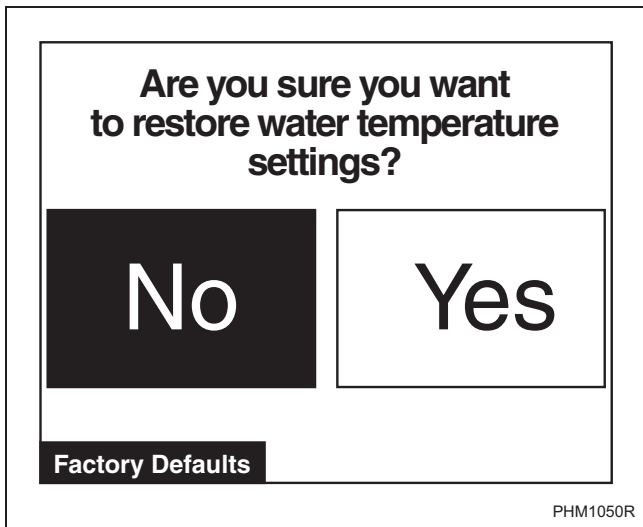 Are you sure you want
to restore water temperature
settings?
No
Yes
Factory Defaults
PHM1050R